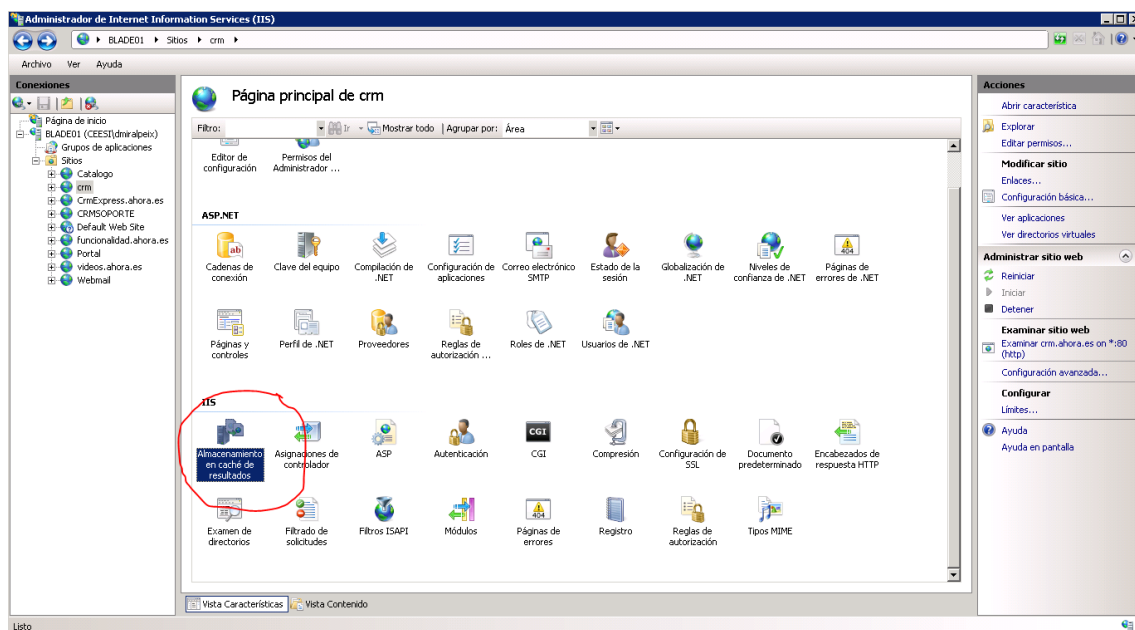 Administrador de Internet Information Services (IIS)
BLADE01 Sitios crm
Archivo Ver Ayuda
Conexiones
Página de inicio
BLADE01 (CEESI\dmiralpeix)
Grupos de aplicaciones
Sitios
Catalogo
crm
CrmExpress.ahora.es
CRMSOPORTE
Default Web Site
funcionalidad.ahora.es
Portal
videos.ahora.es
Webmail
Página principal de crm
Filtro: Ir Mostrar todo Agrupar por: Área
Editor de configuración
Permisos del Administrador ...
ASP.NET
Cadenas de conexión
Clave del equipo
Compilación de .NET
Configuración de aplicaciones
Correo electrónico SMTP
Estado de la sesión
Globalización de .NET
Niveles de confianza de .NET
Páginas de errores de .NET
Páginas y controles
Perfil de .NET
Proveedores
Reglas de autorización ...
Roles de .NET
Usuarios de .NET
IIS
Almacenamiento en caché de resultados
Asignaciones de controlador
ASP
Autenticación
CGI
CGI
Compresión
Configuración de SSL
Documento predeterminado
Encabezados de respuesta HTTP
Examen de directorios
Filtrado de solicitudes
Filtros ISAPI
Módulos
Páginas de errores
Registro
Reglas de autorización
Tipos MIME
Vista Características Vista Contenido
Acciones
Abrir característica
Explorar
Editar permisos...
Modificar sitio
Enlaces...
Configuración básica...
Ver aplicaciones
Ver directorios virtuales
Administrar sitio web
Reiniciar
Iniciar
Detener
Examinar sitio web
Examinar crm.ahora.es on *:80
(http)
Configuración avanzada...
Configurar
Límites...
Ayuda
Ayuda en pantalla
Listo